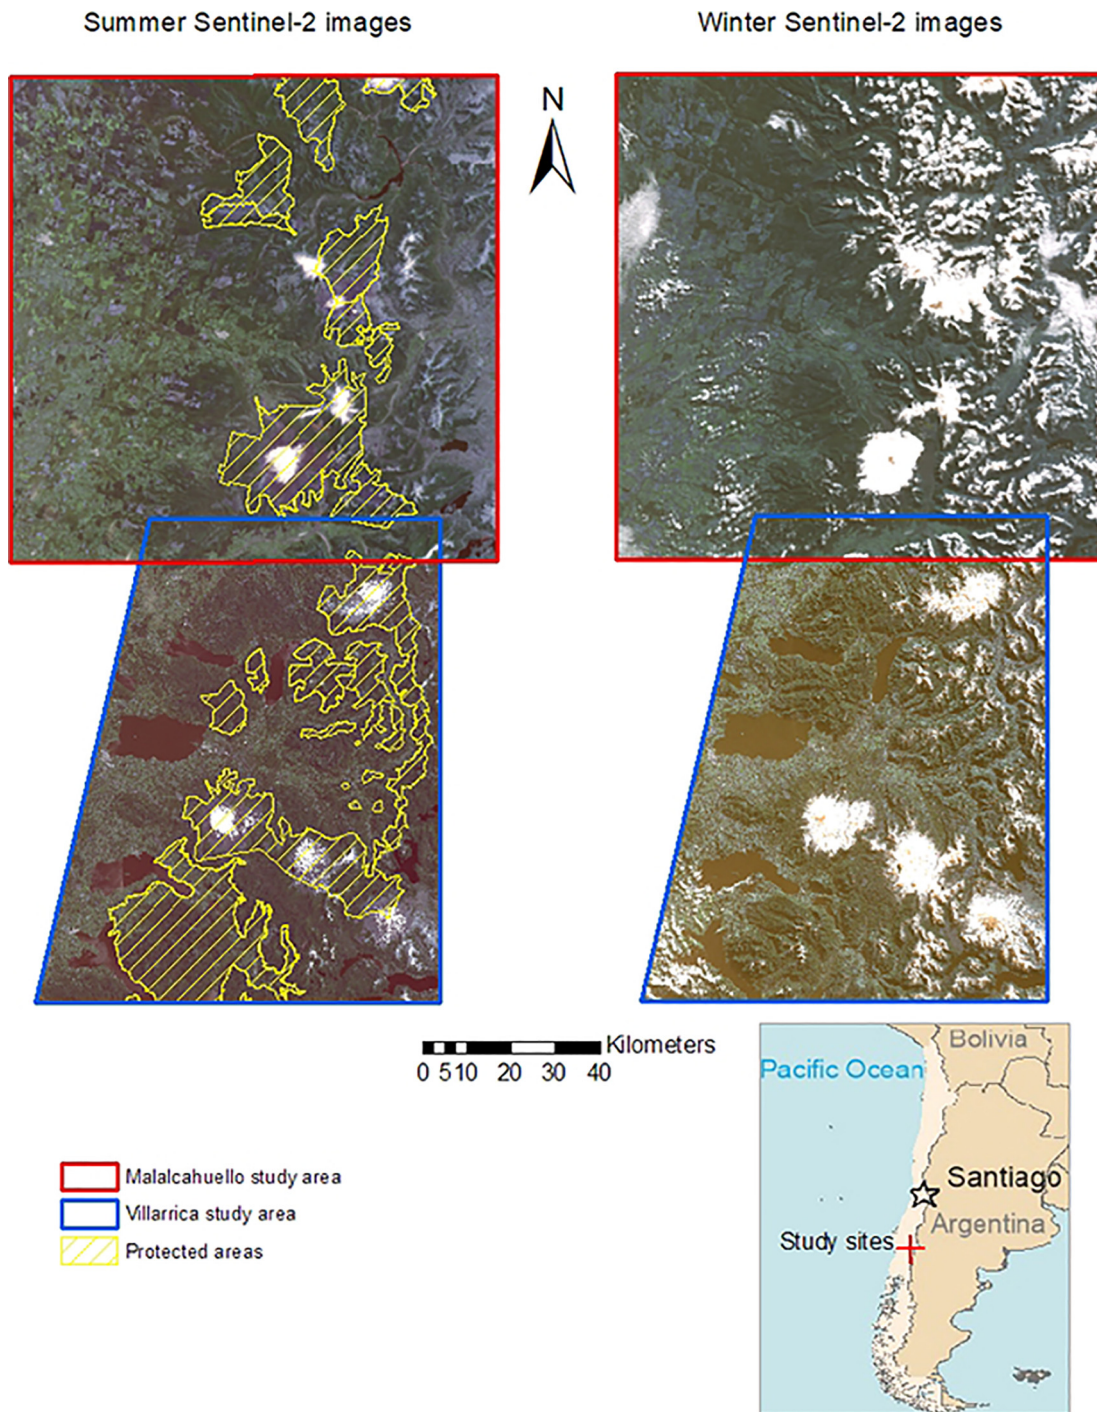 Summer Sentinel-2 images
Winter Sentinel-2 images
N
Kilometers
0 5 10 20 30 40
Malalcahuello study area
Villarrica study area
Protected areas
Bolivia
Pacific Ocean
Santiago
Argentina
Study sites